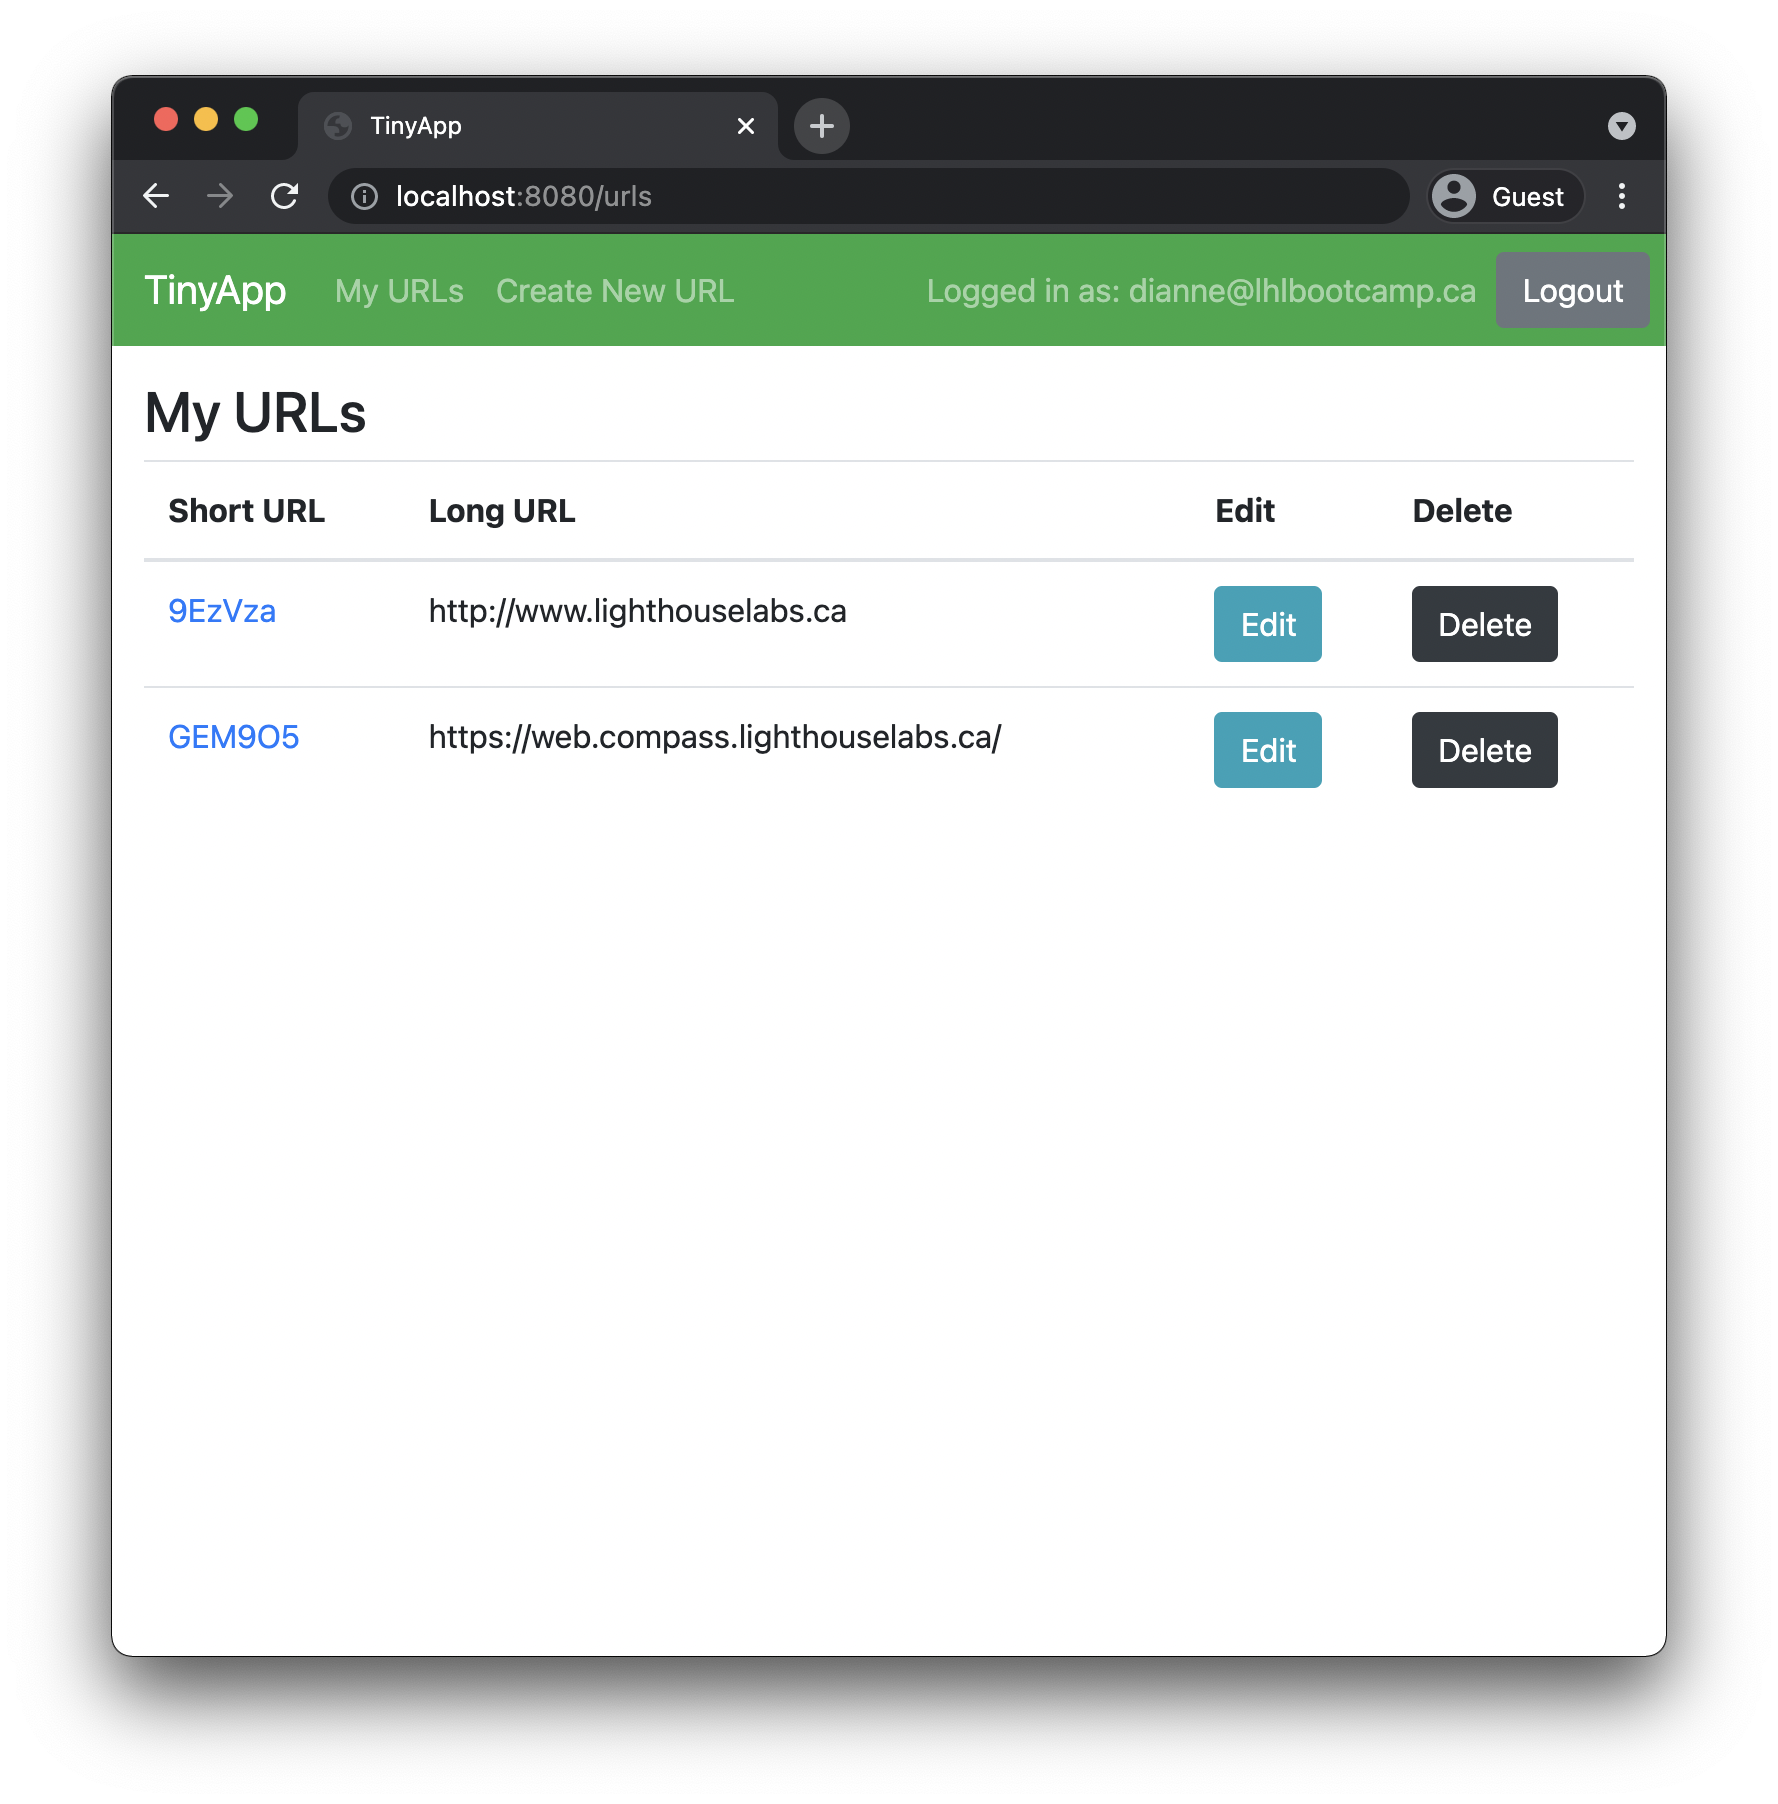 TinyApp
localhost:8080/urls
Guest
TinyApp My URLs Create New URL Logged in as: dianne@lhlbootcamp.ca Logout
My URLs
Short URL Long URL Edit Delete
9EzVza http://www.lighthouselabs.ca Edit Delete
GEM9O5 https://web.compass.lighthouselabs.ca/ Edit Delete